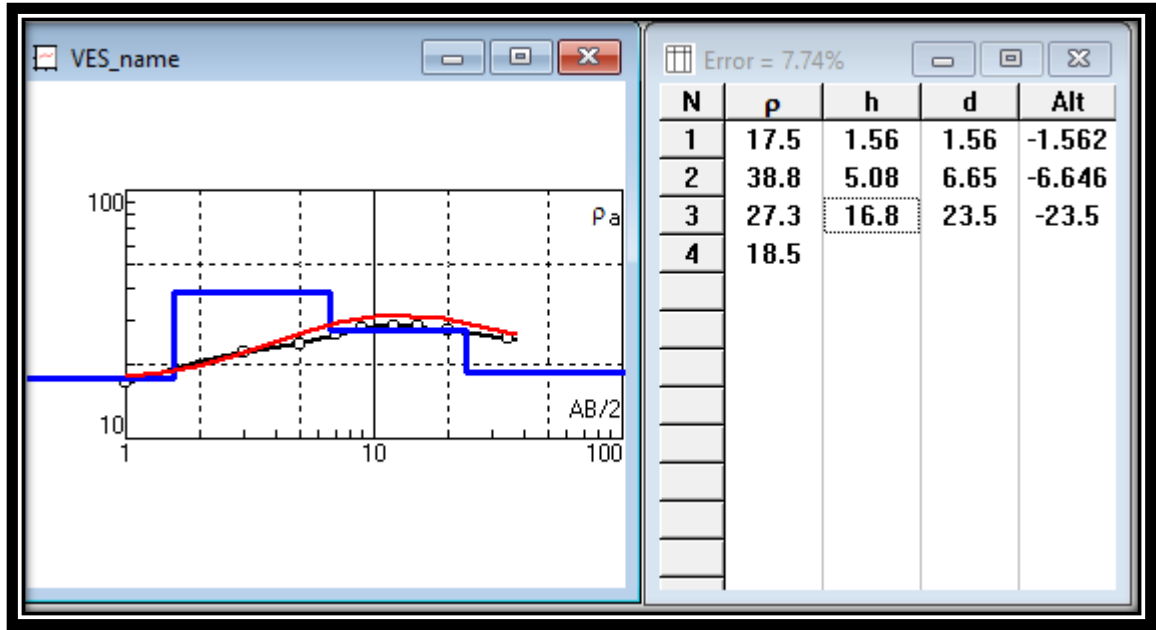 VES_name
100
ρa
10
AB/2
1
10
100
Error = 7.74%
N ρ h d Alt
1 17.5 1.56 1.56 -1.562
2 38.8 5.08 6.65 -6.646
3 27.3 16.8 23.5 -23.5
4 18.5